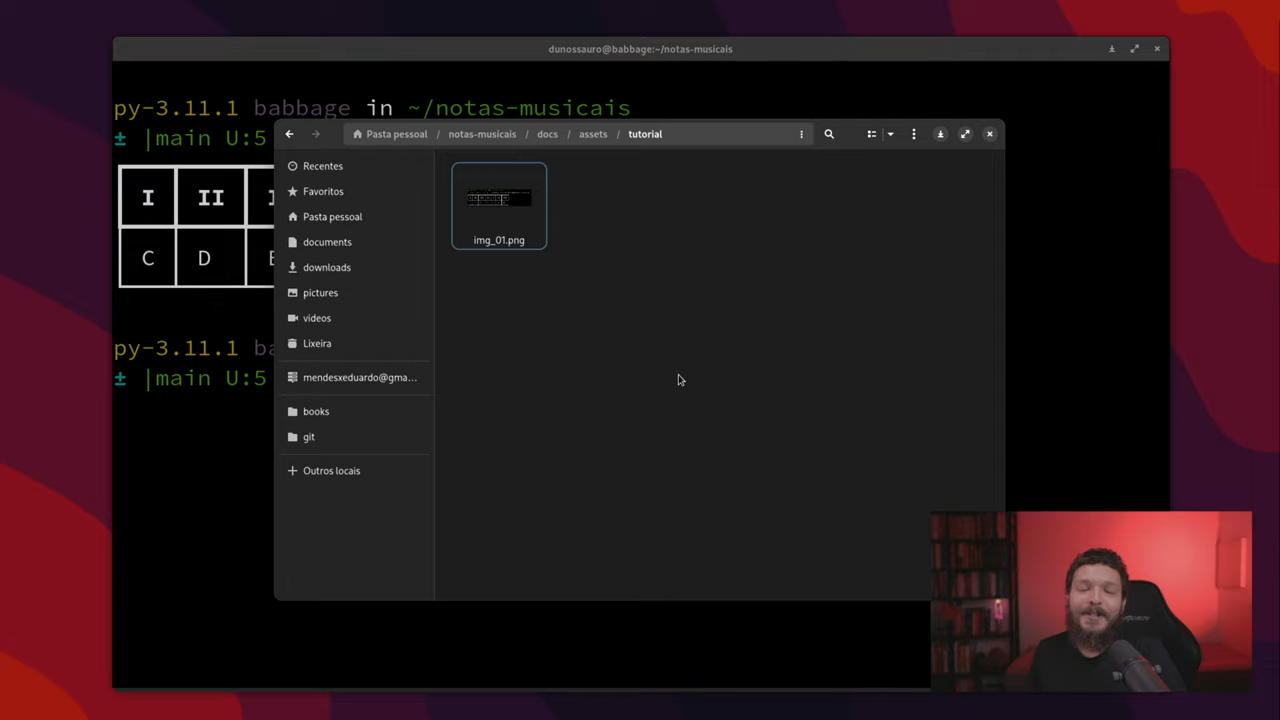 dunossauro@babbage:~/notas-musicais
py-3.11.1 babbage in ~/notas-musicais
± |main U:5
I II
C D
py-3.11.1
± |main U:5
Pasta pessoal / notas-musicais / docs / assets / tutorial
Recentes
Favoritos
Pasta pessoal
documents
downloads
pictures
videos
Lixeira
mendesxeduardo@gma...
books
git
Outros locais
img_01.png